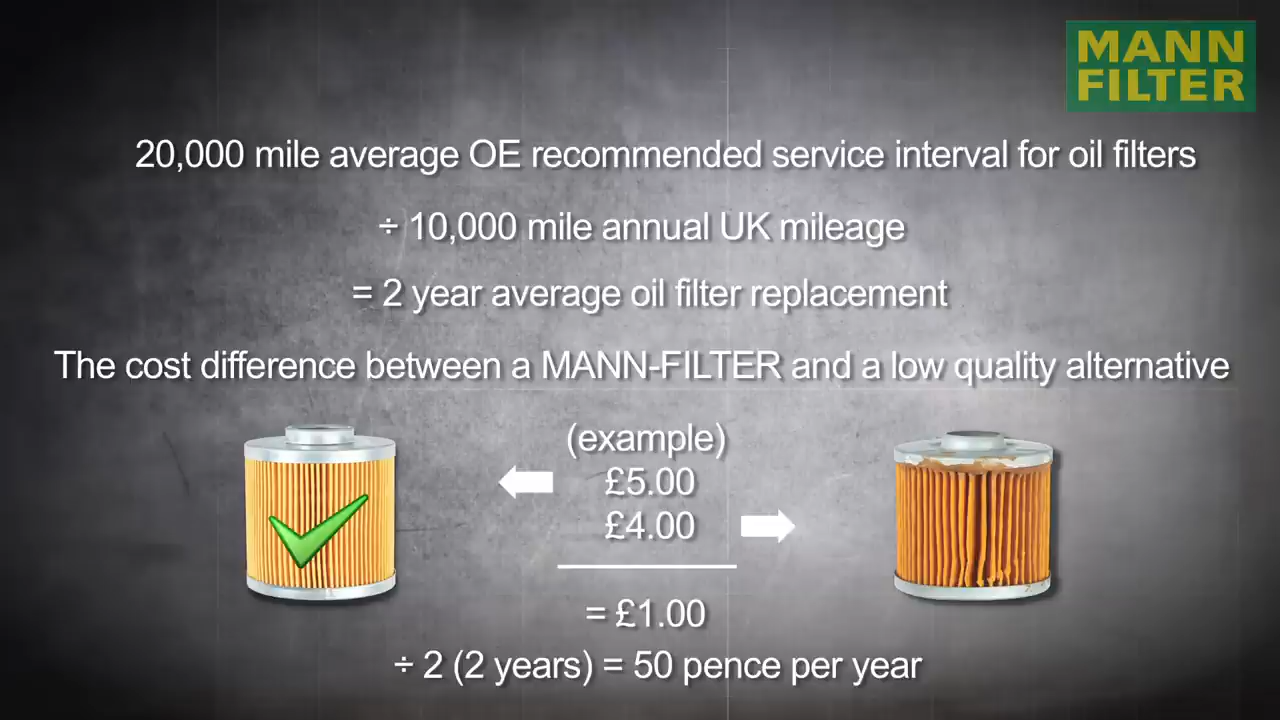 MANN
FILTER
20,000 mile average OE recommended service interval for oil filters
÷ 10,000 mile annual UK mileage
= 2 year average oil filter replacement
The cost difference between a MANN-FILTER and a low quality alternative
(example)
£5.00
£4.00
= £1.00
÷ 2 (2 years) = 50 pence per year